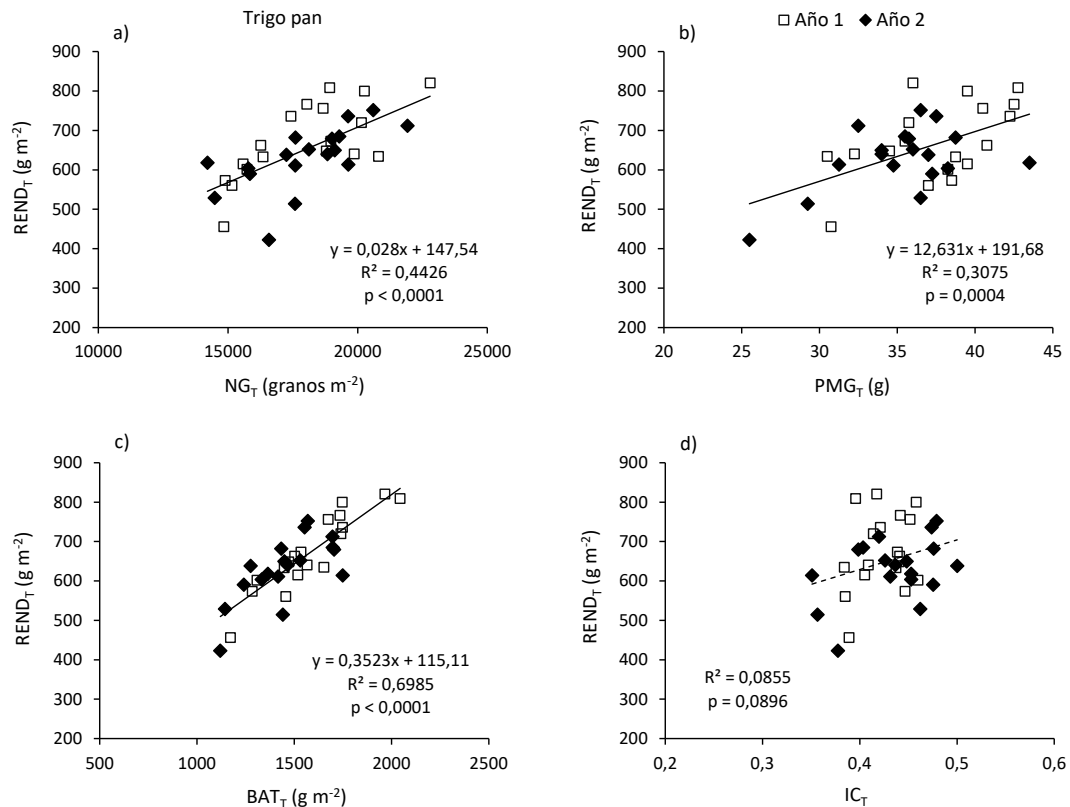 Trigo pan
□ Año 1 ◆ Año 2
a)
900
800
700
600
500
400
300
200
REND_T (g m⁻²)
y = 0,028x + 147,54
R² = 0,4426
p < 0,0001
10000 15000 20000 25000
NG_T (granos m⁻²)
b)
900
800
700
600
500
400
300
200
REND_T (g m⁻²)
y = 12,631x + 191,68
R² = 0,3075
p = 0,0004
20 25 30 35 40 45
PMG_T (g)
c)
900
800
700
600
500
400
300
200
REND_T (g m⁻²)
y = 0,3523x + 115,11
R² = 0,6985
p < 0,0001
500 1000 1500 2000 2500
BAT_T (g m⁻²)
d)
900
800
700
600
500
400
300
200
REND_T (g m⁻²)
R² = 0,0855
p = 0,0896
0,2 0,3 0,4 0,5 0,6
IC_T